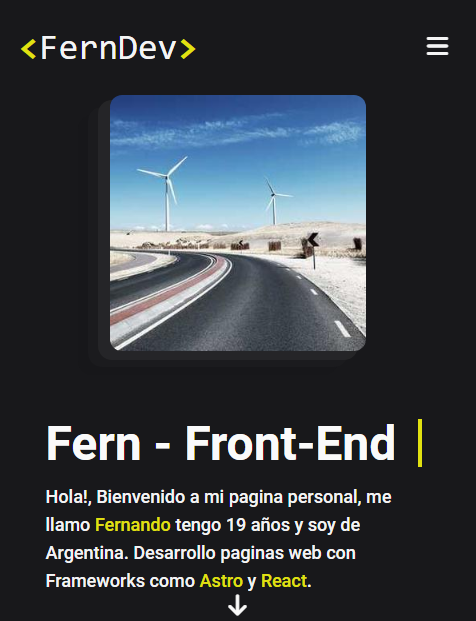 <FernDev>
Fern - Front-End
Hola!, Bienvenido a mi pagina personal, me
llamo Fernando tengo 19 años y soy de
Argentina. Desarrollo paginas web con
Frameworks como Astro y React.